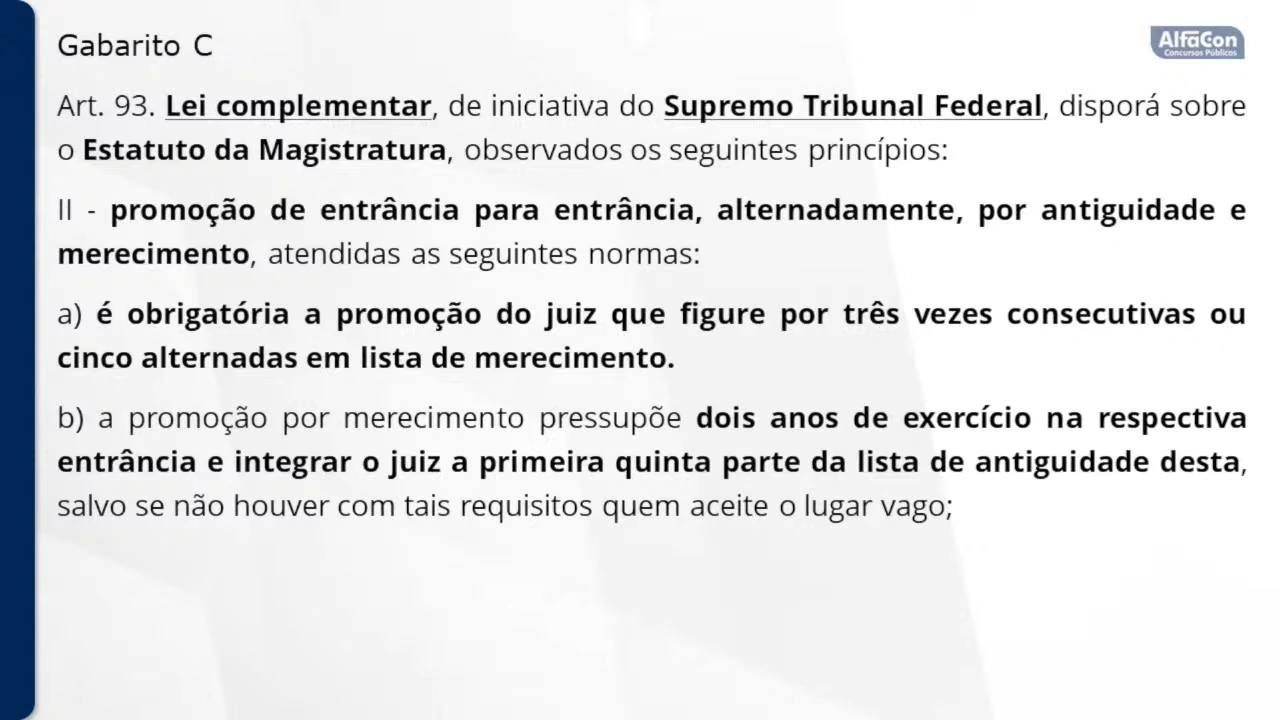 Gabarito C
AlfaCon
Concursos Públicos
Art. 93. Lei complementar, de iniciativa do Supremo Tribunal Federal, disporá sobre
o Estatuto da Magistratura, observados os seguintes princípios:
II - promoção de entrância para entrância, alternadamente, por antiguidade e
merecimento, atendidas as seguintes normas:
a) é obrigatória a promoção do juiz que figure por três vezes consecutivas ou
cinco alternadas em lista de merecimento.
b) a promoção por merecimento pressupõe dois anos de exercício na respectiva
entrância e integrar o juiz a primeira quinta parte da lista de antiguidade desta,
salvo se não houver com tais requisitos quem aceite o lugar vago;